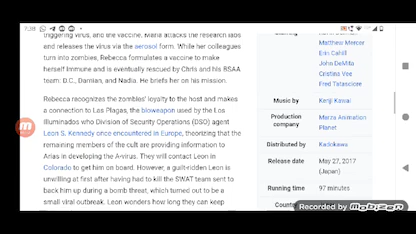 7:39
triggering virus, and the vaccine. Maria attacks the research labs
and releases the virus via the aerosol form. While her colleagues
turn into zombies, Rebecca formulates a vaccine to make
herself immune and is eventually rescued by Chris and his BSAA
team: D.C., Damian, and Nadia. He briefs her on his mission.
Rebecca recognizes the zombies' loyalty to the host and makes
a connection to Las Plagas, the bioweapon used by the Los
Illuminados who Division of Security Operations (DSO) agent
Leon S. Kennedy once encountered in Europe, theorizing that the
remaining members of the cult are providing information to
Arias in developing the A-virus. They will contact Leon in
Colorado to get him on board. However, a guilt-ridden Leon is
unwilling at first after having had to kill the SWAT team sent to
back him up during a bomb threat, which turned out to be a
small viral outbreak. Leon wonders how long they can keep
Matthew Mercer
Erin Cahill
John DeMita
Cristina Vee
Fred Tatasciore
Music by Kenji Kawai
Production company Marza Animation Planet
Distributed by Kadokawa
Release date May 27, 2017 (Japan)
Running time 97 minutes
Recorded by
MOBIZEN